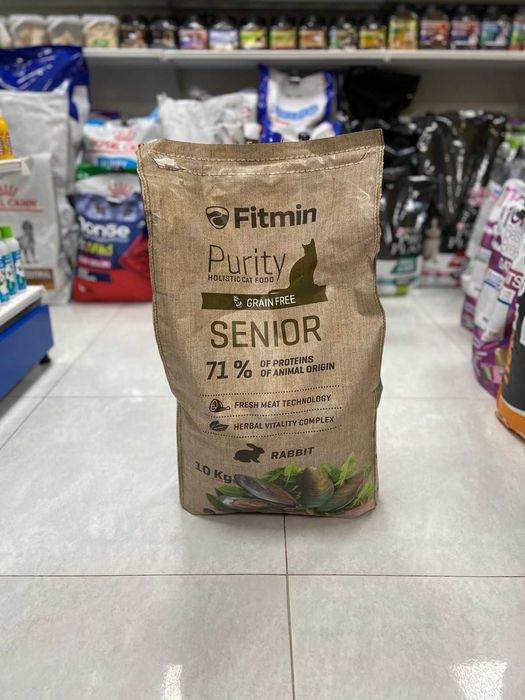 Fitmin
Purity
HOLISTIC CAT FOOD
GRAIN FREE
SENIOR
71 % OF PROTEINS
OF ANIMAL ORIGIN
FRESH MEAT TECHNOLOGY
HERBAL VITALITY COMPLEX
RABBIT
10 Kg